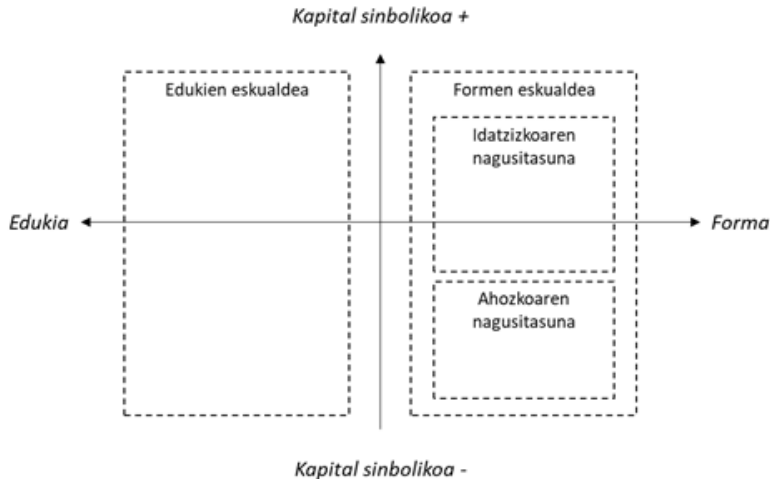 Kapital sinbolikoa +
Edukien eskualdea
Formen eskualdea
Idatzizkoaren
nagusitasuna
Edukia
Forma
Ahozkoaren
nagusitasuna
Kapital sinbolikoa -